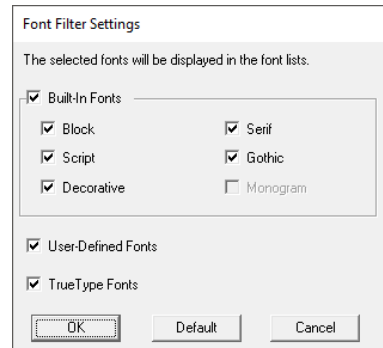 Font Filter Settings
The selected fonts will be displayed in the font lists.
Built-In Fonts
Block Serif
Script Gothic
Decorative Monogram
User-Defined Fonts
TrueType Fonts
OK Default Cancel